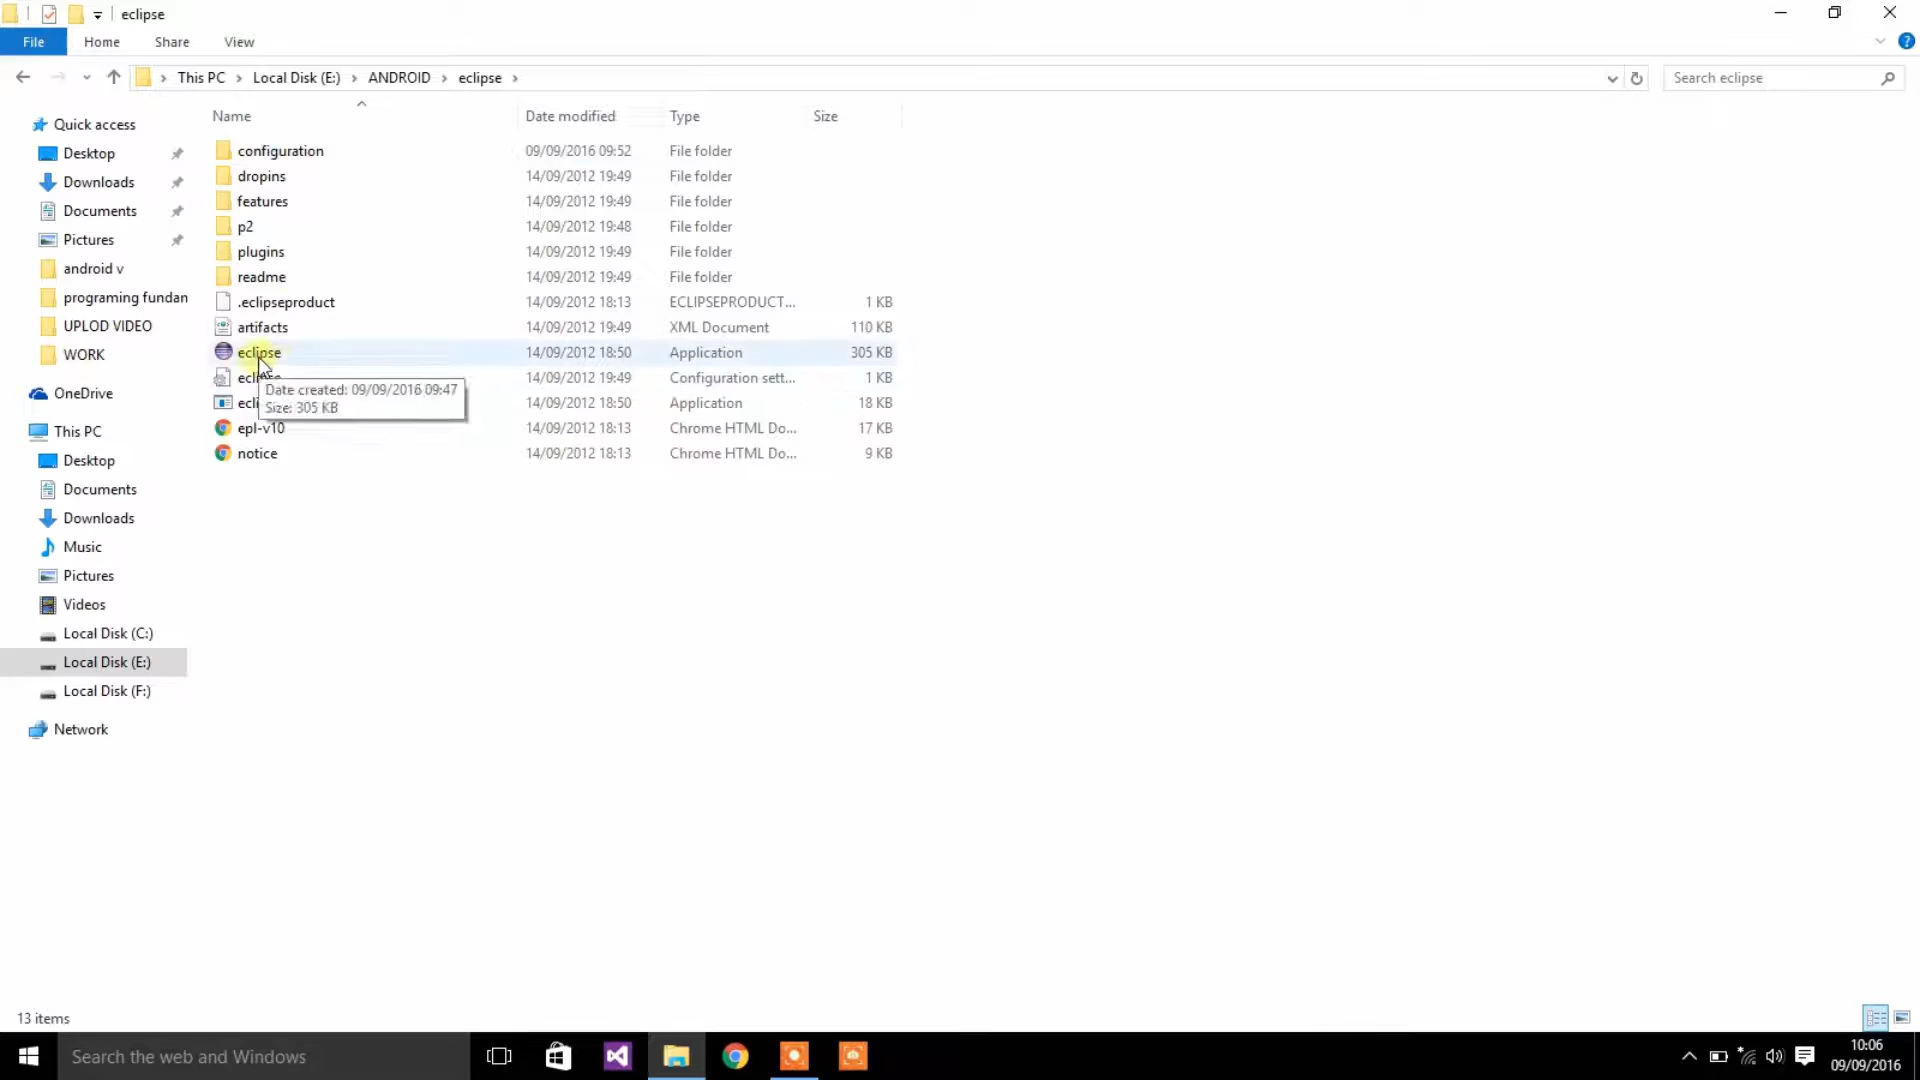 eclipse
File Home Share View
This PC Local Disk (E:) ANDROID eclipse
Search eclipse
Name Date modified Type Size
Quick access
Desktop
Downloads
Documents
Pictures
android v
programing fundan
UPLOD VIDEO
WORK
OneDrive
This PC
Desktop
Documents
Downloads
Music
Pictures
Videos
Local Disk (C:)
Local Disk (E:)
Local Disk (F:)
Network
configuration 09/09/2016 09:52 File folder
dropins 14/09/2012 19:49 File folder
features 14/09/2012 19:49 File folder
p2 14/09/2012 19:48 File folder
plugins 14/09/2012 19:49 File folder
readme 14/09/2012 19:49 File folder
.eclipseproduct 14/09/2012 18:13 ECLIPSEPRODUCT... 1 KB
artifacts 14/09/2012 19:49 XML Document 110 KB
eclipse 14/09/2012 18:50 Application 305 KB
14/09/2012 19:49 Configuration sett... 1 KB
Date created: 09/09/2016 09:47
Size: 305 KB
14/09/2012 18:50 Application 18 KB
epl-v10 14/09/2012 18:13 Chrome HTML Do... 17 KB
notice 14/09/2012 18:13 Chrome HTML Do... 9 KB
13 items
Search the web and Windows
10:06
09/09/2016